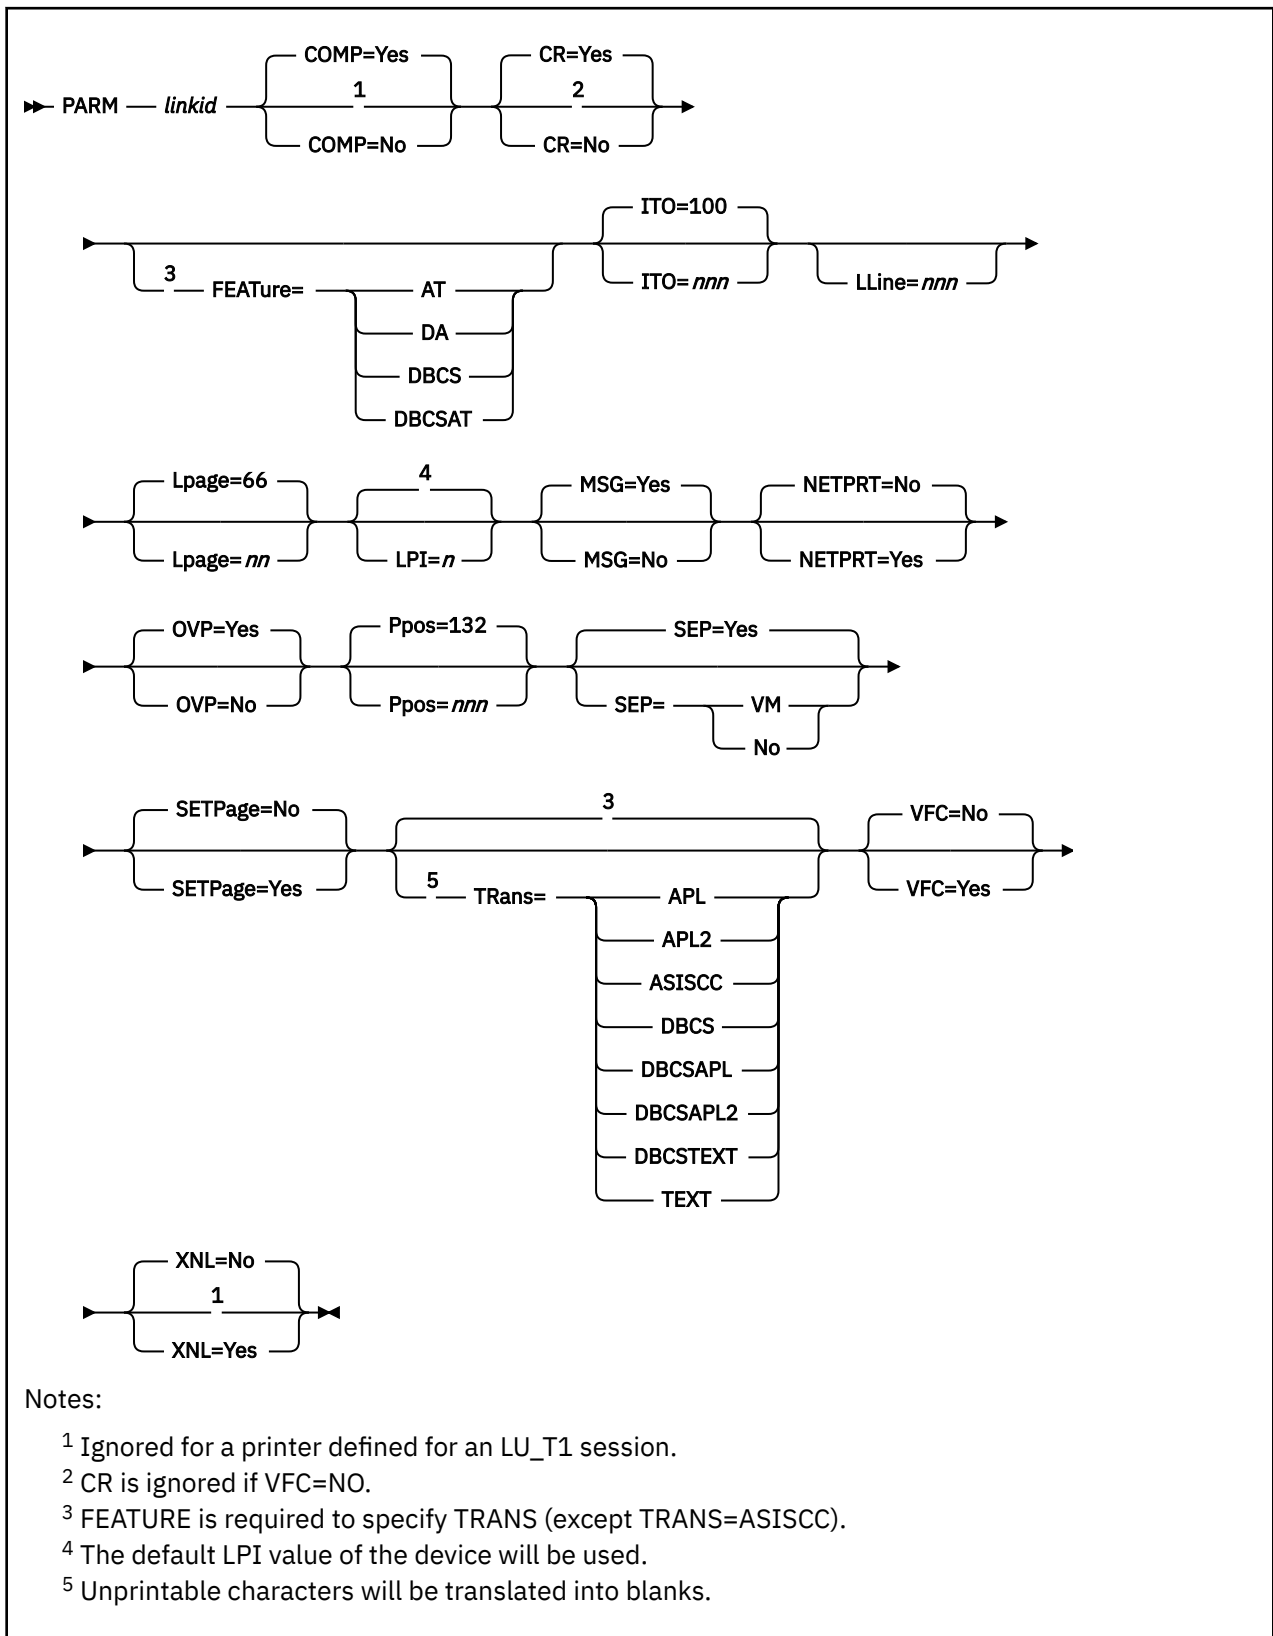 COMP=Yes CR=Yes
1 2
PARM linkid
COMP=No CR=No
ITO=100
3 FEATure= AT ITO=nnn LLine=nnn
DA
DBCS
DBCSAT
Lpage=66 4 MSG=Yes NETPRT=No
Lpage=nn LPI=n MSG=No NETPRT=Yes
OVP=Yes Ppos=132 SEP=Yes
OVP=No Ppos=nnn SEP= VM
No
SETPage=No 3 VFC=No
SETPage=Yes 5 TRans= APL VFC=Yes
APL2
ASISCC
DBCS
DBCSAPL
DBCSAPL2
DBCSTEXT
TEXT
XNL=No
1
XNL=Yes
Notes:
1 Ignored for a printer defined for an LU_T1 session.
2 CR is ignored if VFC=NO.
3 FEATURE is required to specify TRANS (except TRANS=ASISCC).
4 The default LPI value of the device will be used.
5 Unprintable characters will be translated into blanks.